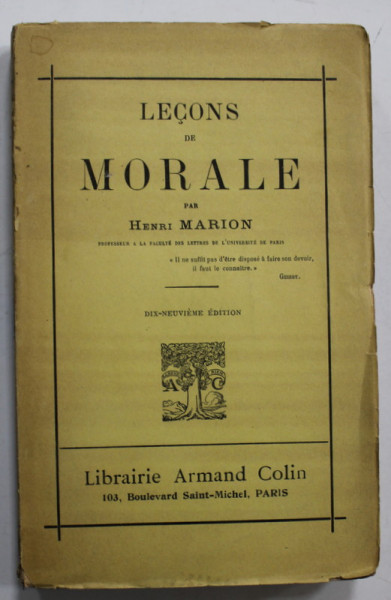 LEÇONS
DE
MORALE
PAR
HENRI MARION
PROFESSEUR A LA FACULTÉ DES LETTRES DE L'UNIVERSITÉ DE PARIS
« Il ne suffit pas d'être disposé à faire son devoir,
il faut le connaître. »
GUIZOT.
DIX-NEUVIÈME ÉDITION
A C
Librairie Armand Colin
103, Boulevard Saint-Michel, PARIS